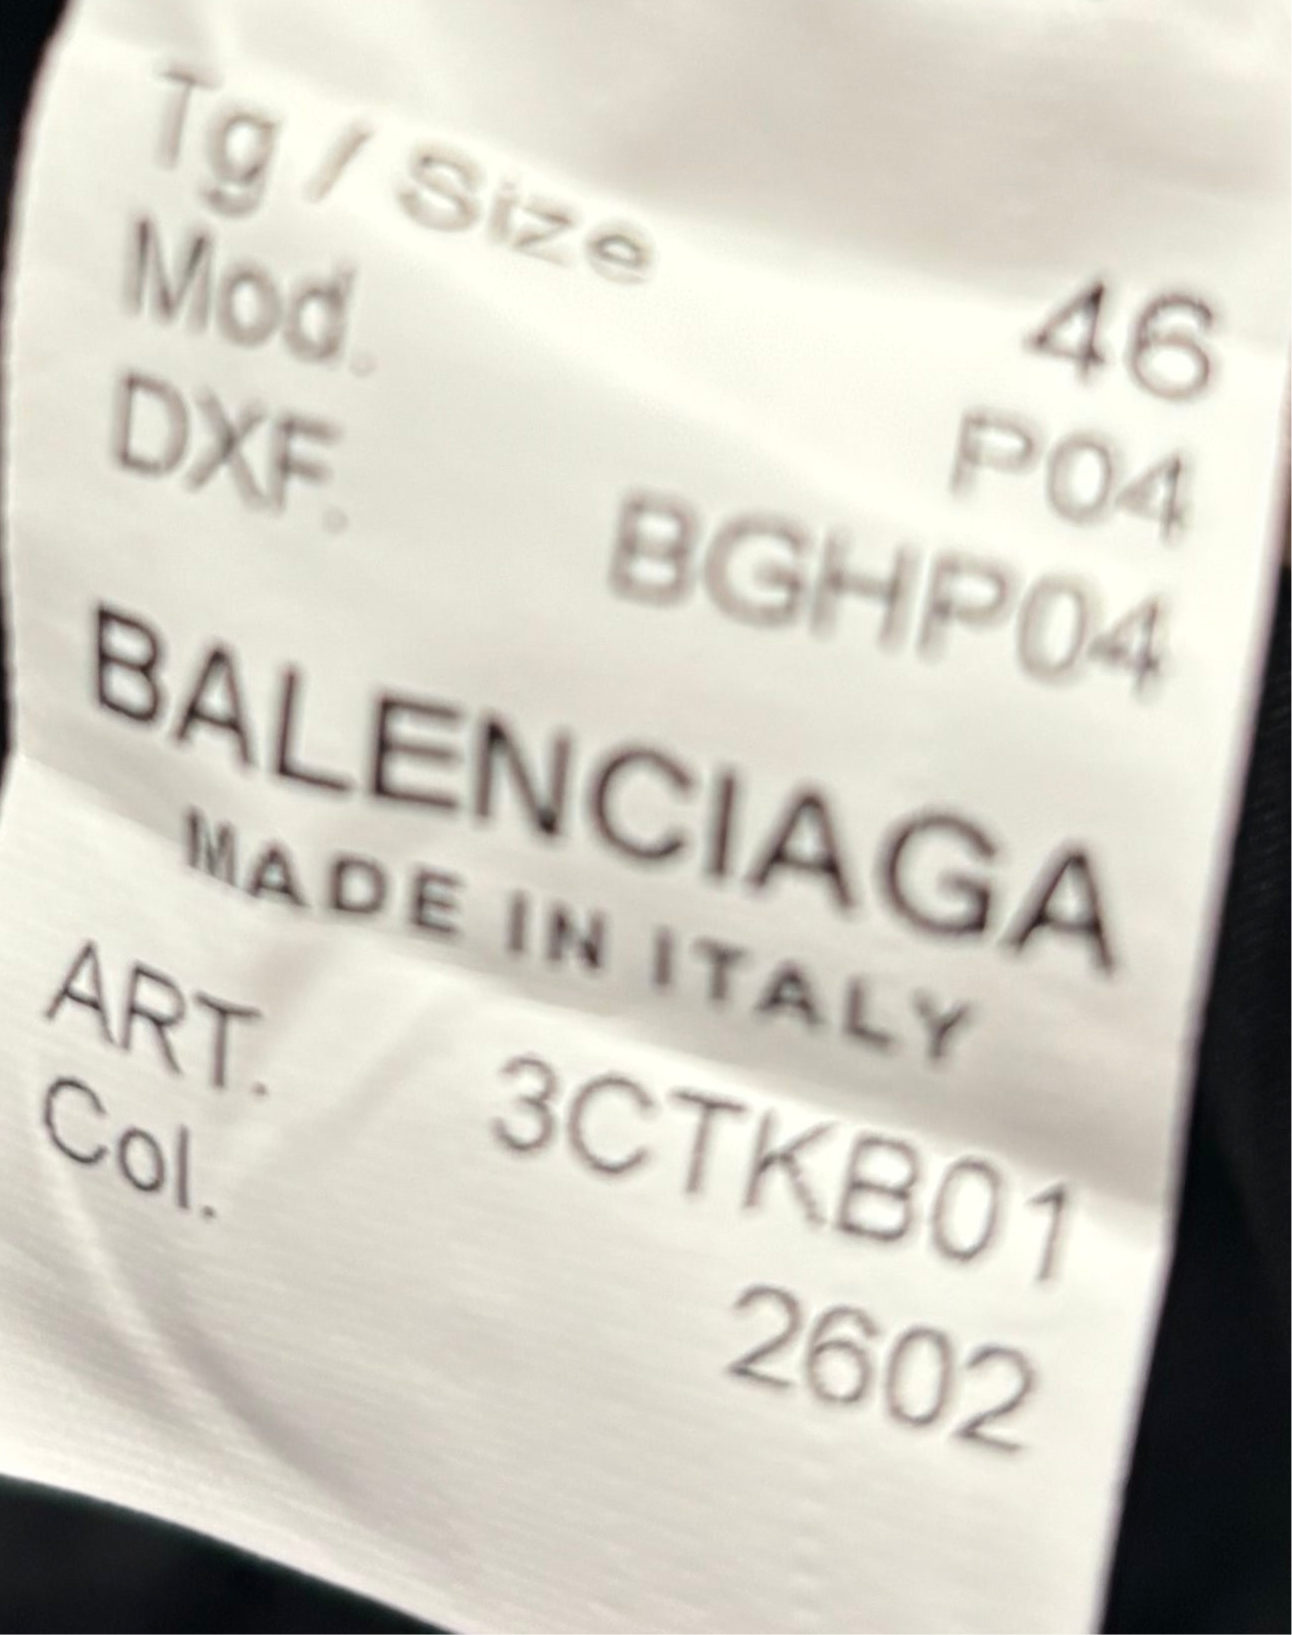 Tg / Size 46
Mod. P04
DXF. BGHP04
BALENCIAGA
MADE IN ITALY
ART. 3CTKB01
Col. 2602